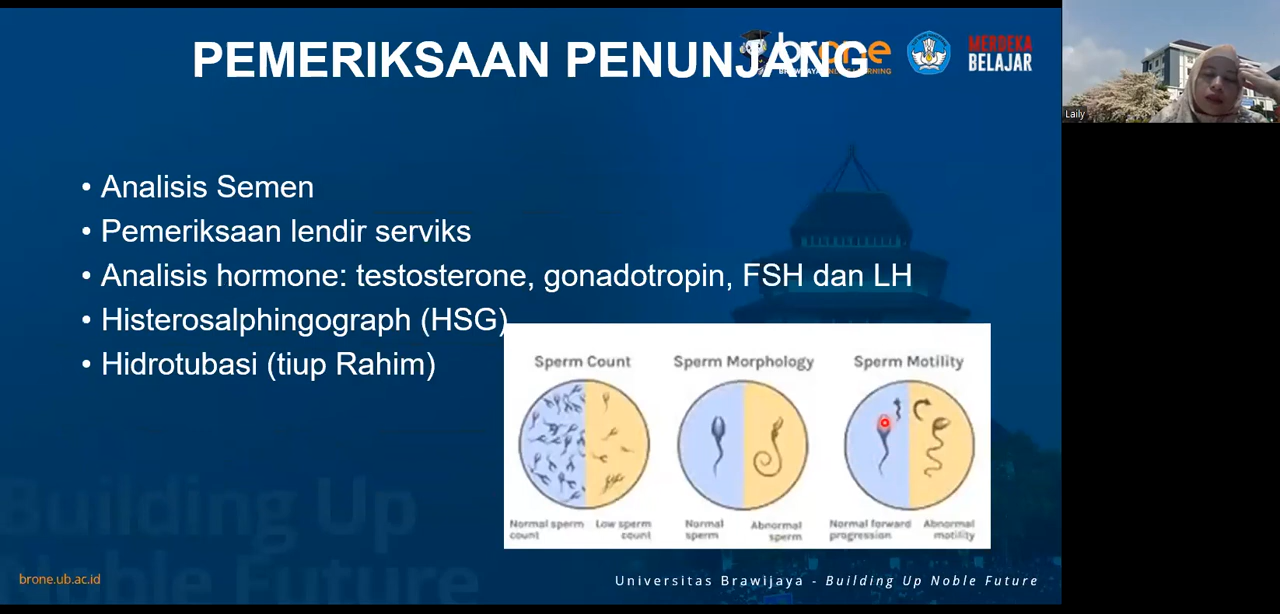 PEMERIKSAAN PENUNJANG
brone
MERDEKA
BELAJAR
Laily
• Analisis Semen
• Pemeriksaan lendir serviks
• Analisis hormone: testosterone, gonadotropin, FSH dan LH
• Histerosalphingograph (HSG)
• Hidrotubasi (tiup Rahim)
Sperm Count
Sperm Morphology
Sperm Motility
Normal sperm count
Low sperm count
Normal sperm
Abnormal sperm
Normal forward progression
Abnormal motility
Building Up
Noble Future
brone.ub.ac.id
Universitas Brawijaya - Building Up Noble Future